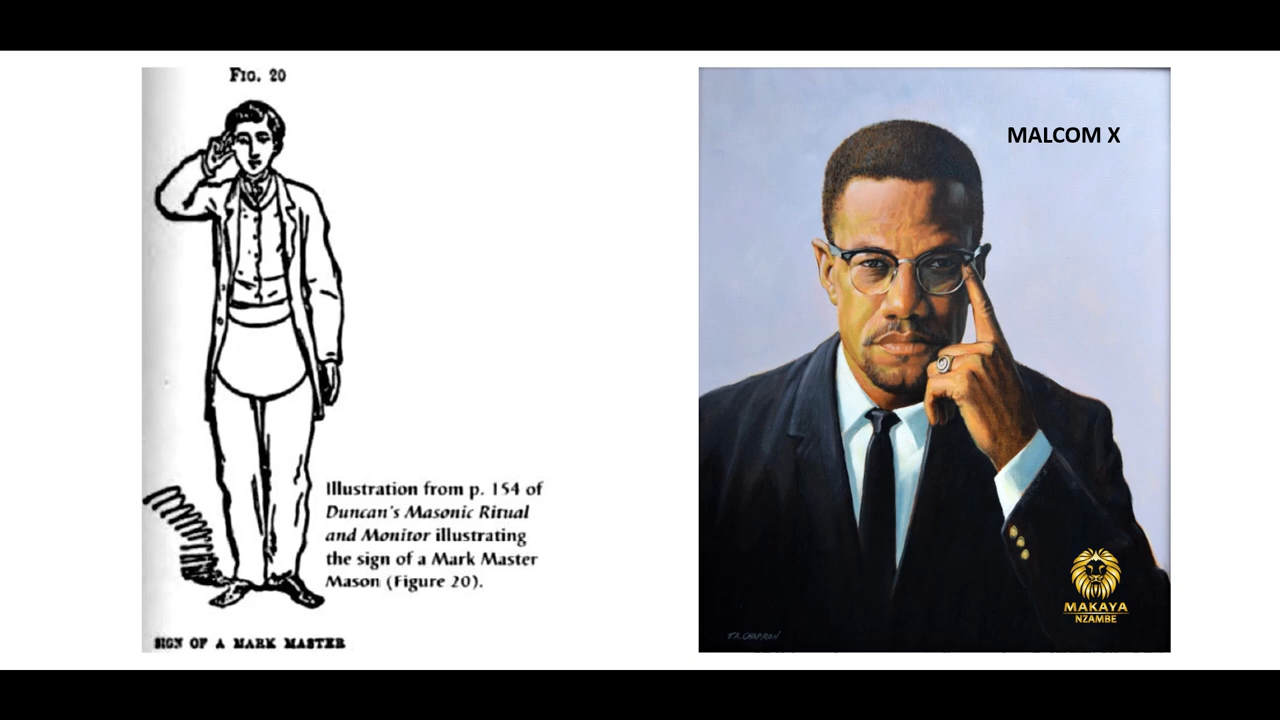 FIG. 20
Illustration from p. 154 of
Duncan's Masonic Ritual
and Monitor illustrating
the sign of a Mark Master
Mason (Figure 20).
SIGN OF A MARK MASTER
MALCOM X
MAKAYA
NZAMBE